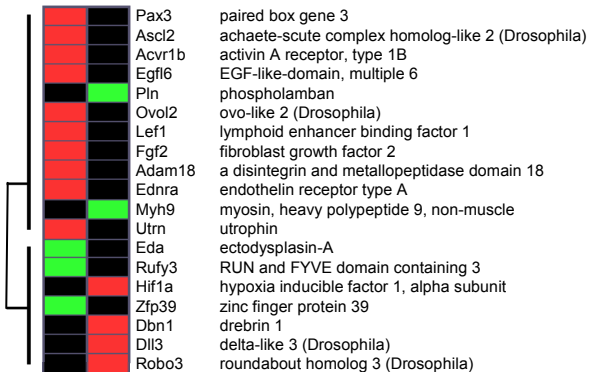 Pax3 paired box gene 3
Ascl2 achaete-scute complex homolog-like 2 (Drosophila)
Acvr1b activin A receptor, type 1B
Egfl6 EGF-like-domain, multiple 6
Pln phospholamban
Ovol2 ovo-like 2 (Drosophila)
Lef1 lymphoid enhancer binding factor 1
Fgf2 fibroblast growth factor 2
Adam18 a disintegrin and metallopeptidase domain 18
Ednra endothelin receptor type A
Myh9 myosin, heavy polypeptide 9, non-muscle
Utrn utrophin
Eda ectodysplasin-A
Rufy3 RUN and FYVE domain containing 3
Hif1a hypoxia inducible factor 1, alpha subunit
Zfp39 zinc finger protein 39
Dbn1 drebrin 1
Dll3 delta-like 3 (Drosophila)
Robo3 roundabout homolog 3 (Drosophila)